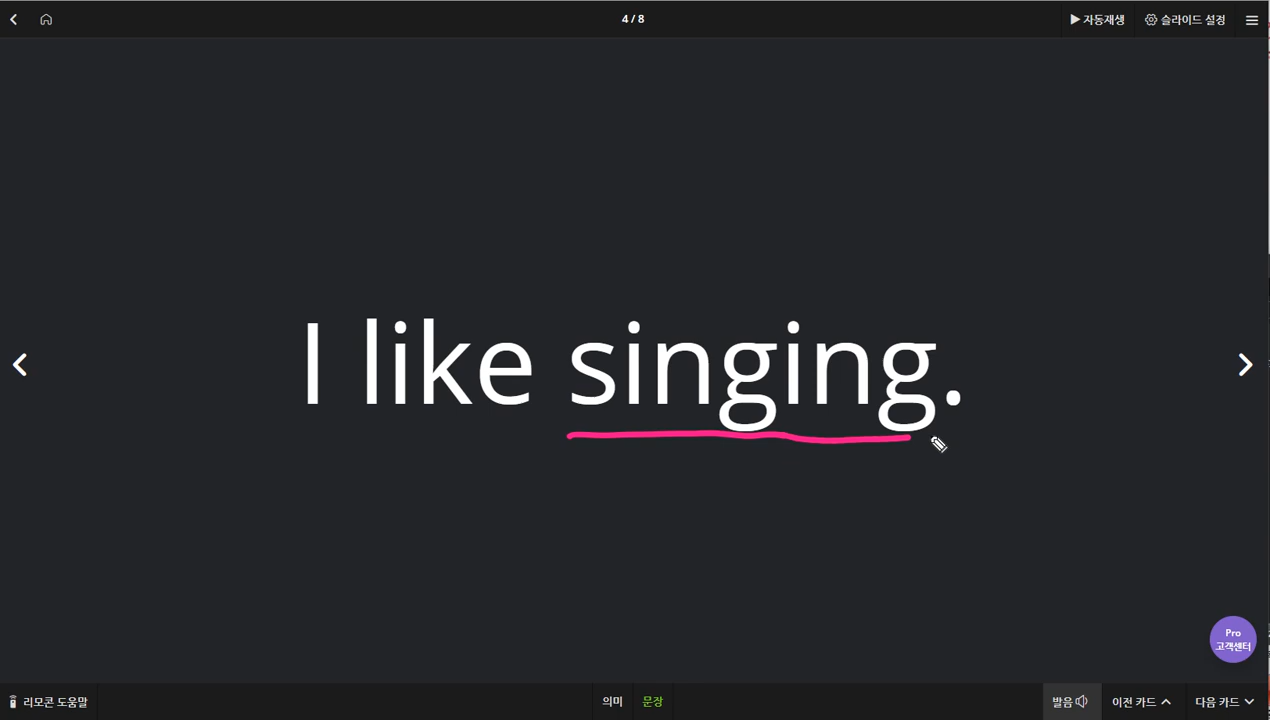 4 / 8
자동재생
슬라이드 설정
I like singing.
Pro
고객센터
리모콘 도움말
의미
문장
발음
이전 카드
다음 카드